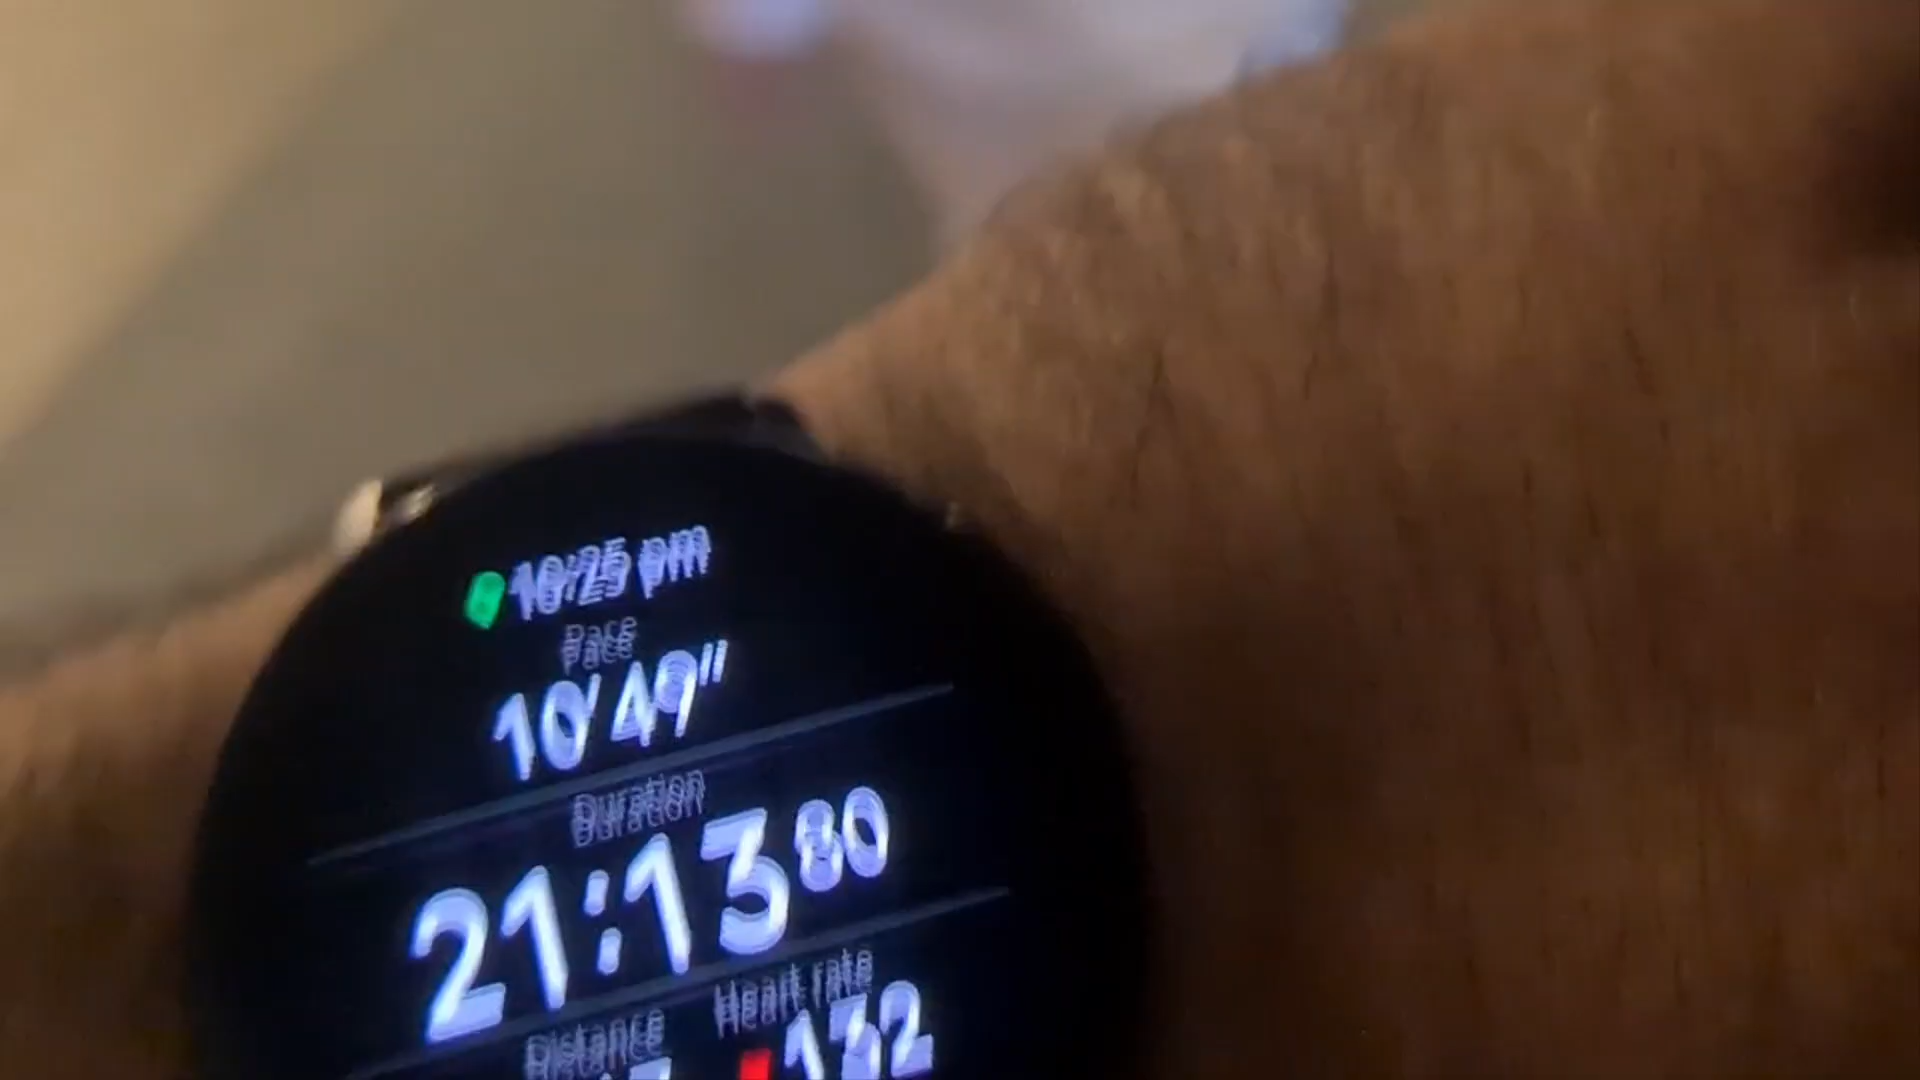 10:25 pm
Pace
10'49"
Duration
21:13 80
Heart rate
132
Distance